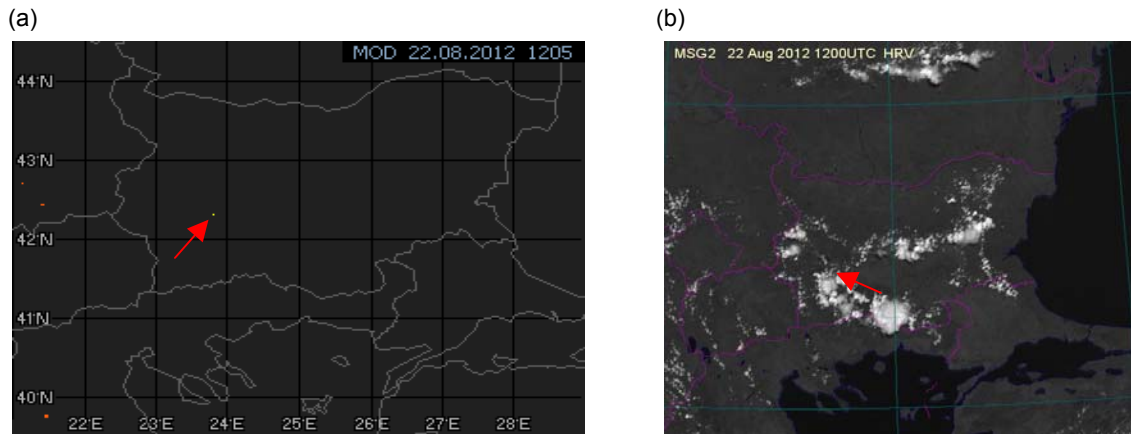 (a)
(b)
MOD 22.08.2012 1205
44°N
43°N
42°N
41°N
40°N
22°E 23°E 24°E 25°E 26°E 27°E 28°E
MSG2 22 Aug 2012 1200UTC HRV